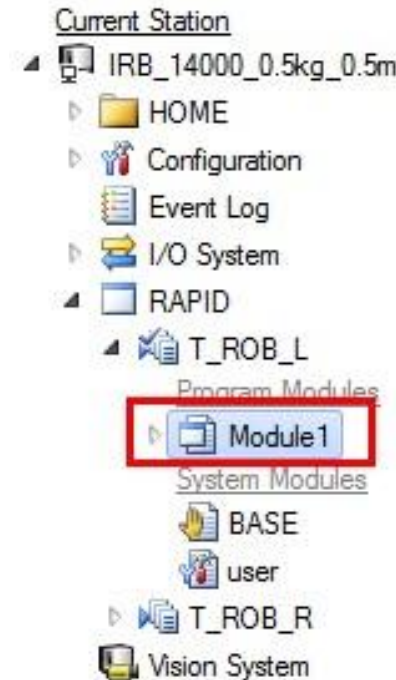 Current Station
IRB_14000_0.5kg_0.5m
HOME
Configuration
Event Log
I/O System
RAPID
T_ROB_L
Program Modules
Module1
System Modules
BASE
user
T_ROB_R
Vision System